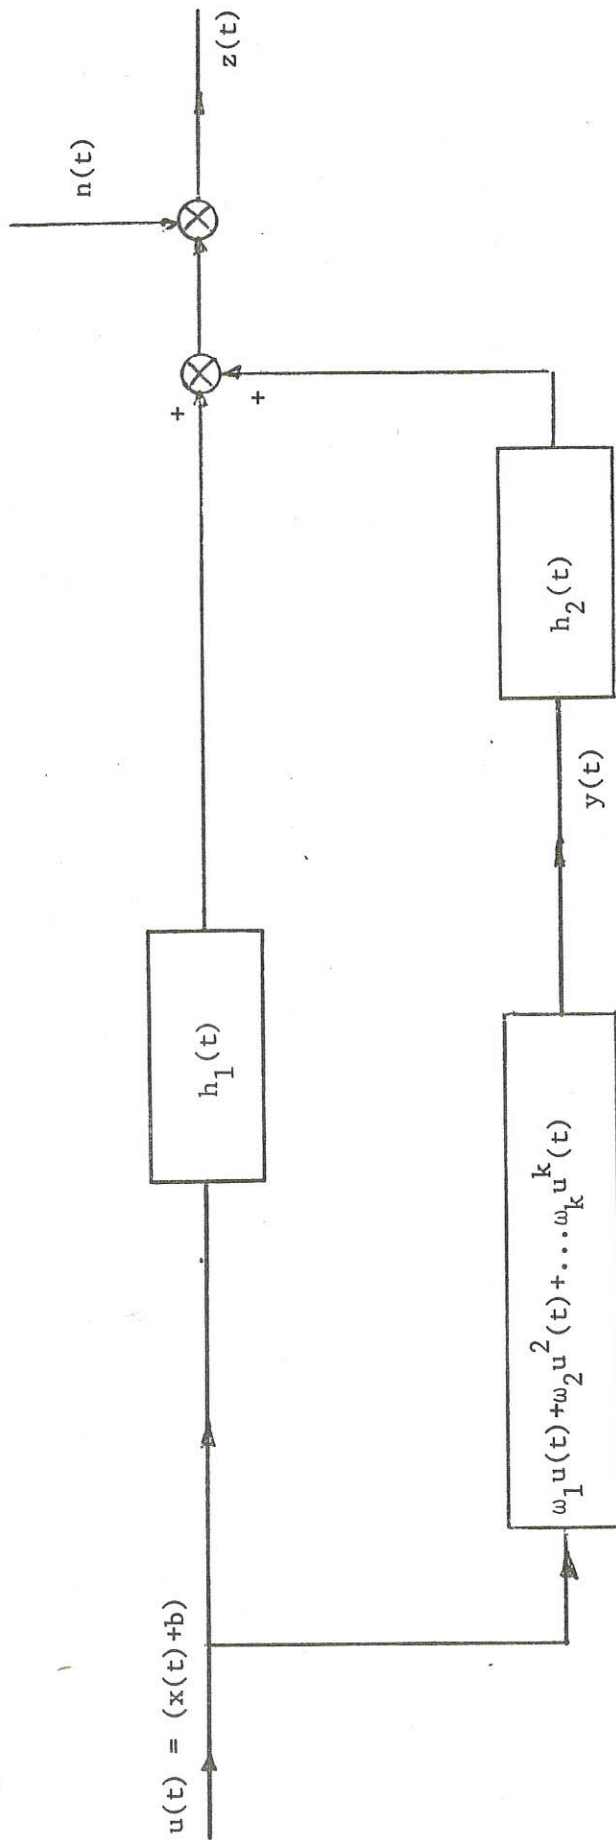 u(t) = (x(t)+b)
h₁(t)
ω₁u(t)+ω₂u²(t)+...ωₖuᵏ(t)
y(t)
h₂(t)
+
+
n(t)
z(t)